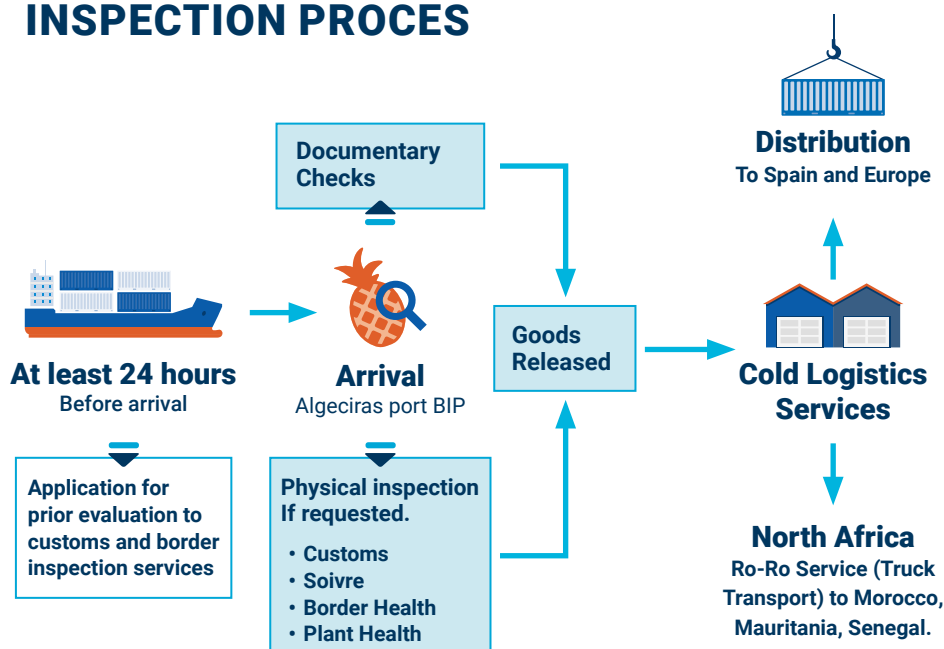 INSPECTION PROCES
Documentary
Checks
At least 24 hours
Before arrival
Application for
prior evaluation to
customs and border
inspection services
Arrival
Algeciras port BIP
Physical inspection
If requested.
• Customs
• Soivre
• Border Health
• Plant Health
Goods
Released
Distribution
To Spain and Europe
Cold Logistics
Services
North Africa
Ro-Ro Service (Truck
Transport) to Morocco,
Mauritania, Senegal.